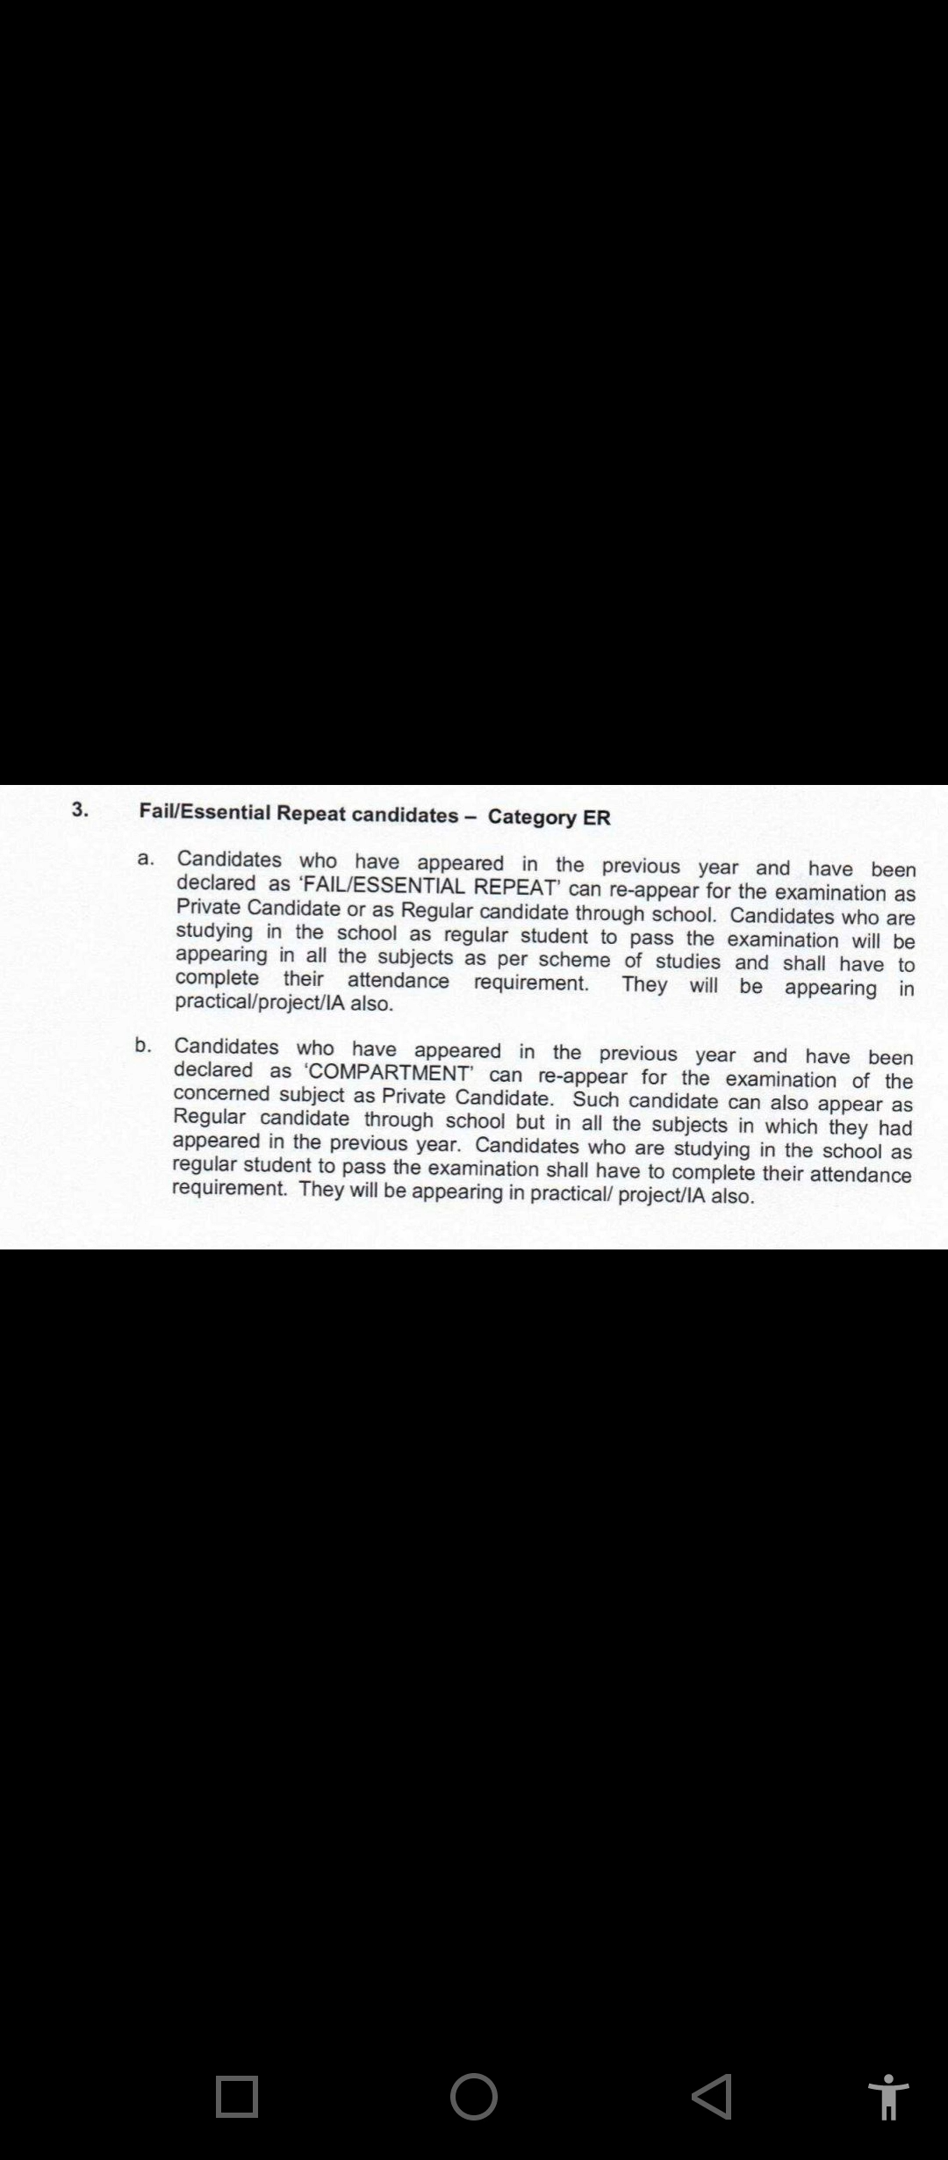 3. Fail/Essential Repeat candidates – Category ER
a. Candidates who have appeared in the previous year and have been
declared as ‘FAIL/ESSENTIAL REPEAT’ can re-appear for the examination as
Private Candidate or as Regular candidate through school. Candidates who are
studying in the school as regular student to pass the examination will be
appearing in all the subjects as per scheme of studies and shall have to
complete their attendance requirement. They will be appearing in
practical/project/IA also.
b. Candidates who have appeared in the previous year and have been
declared as ‘COMPARTMENT’ can re-appear for the examination of the
concerned subject as Private Candidate. Such candidate can also appear as
Regular candidate through school but in all the subjects in which they had
appeared in the previous year. Candidates who are studying in the school as
regular student to pass the examination shall have to complete their attendance
requirement. They will be appearing in practical/ project/IA also.